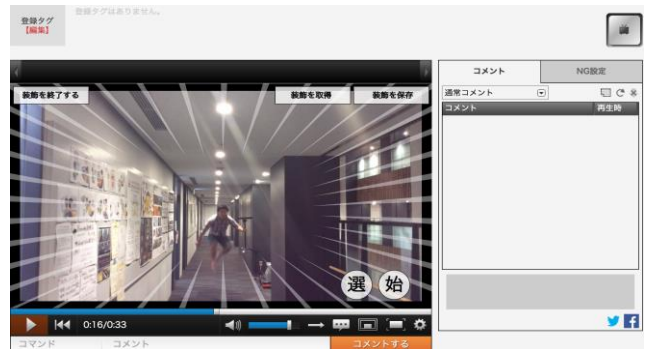 登録タグ
【編集】
登録タグはありません。
装飾を終了する
装飾を取得
装飾を保存
選
始
0:16/0:33
コマンド
コメント
コメントする
コメント
NG設定
通常コメント
コメント
再生時